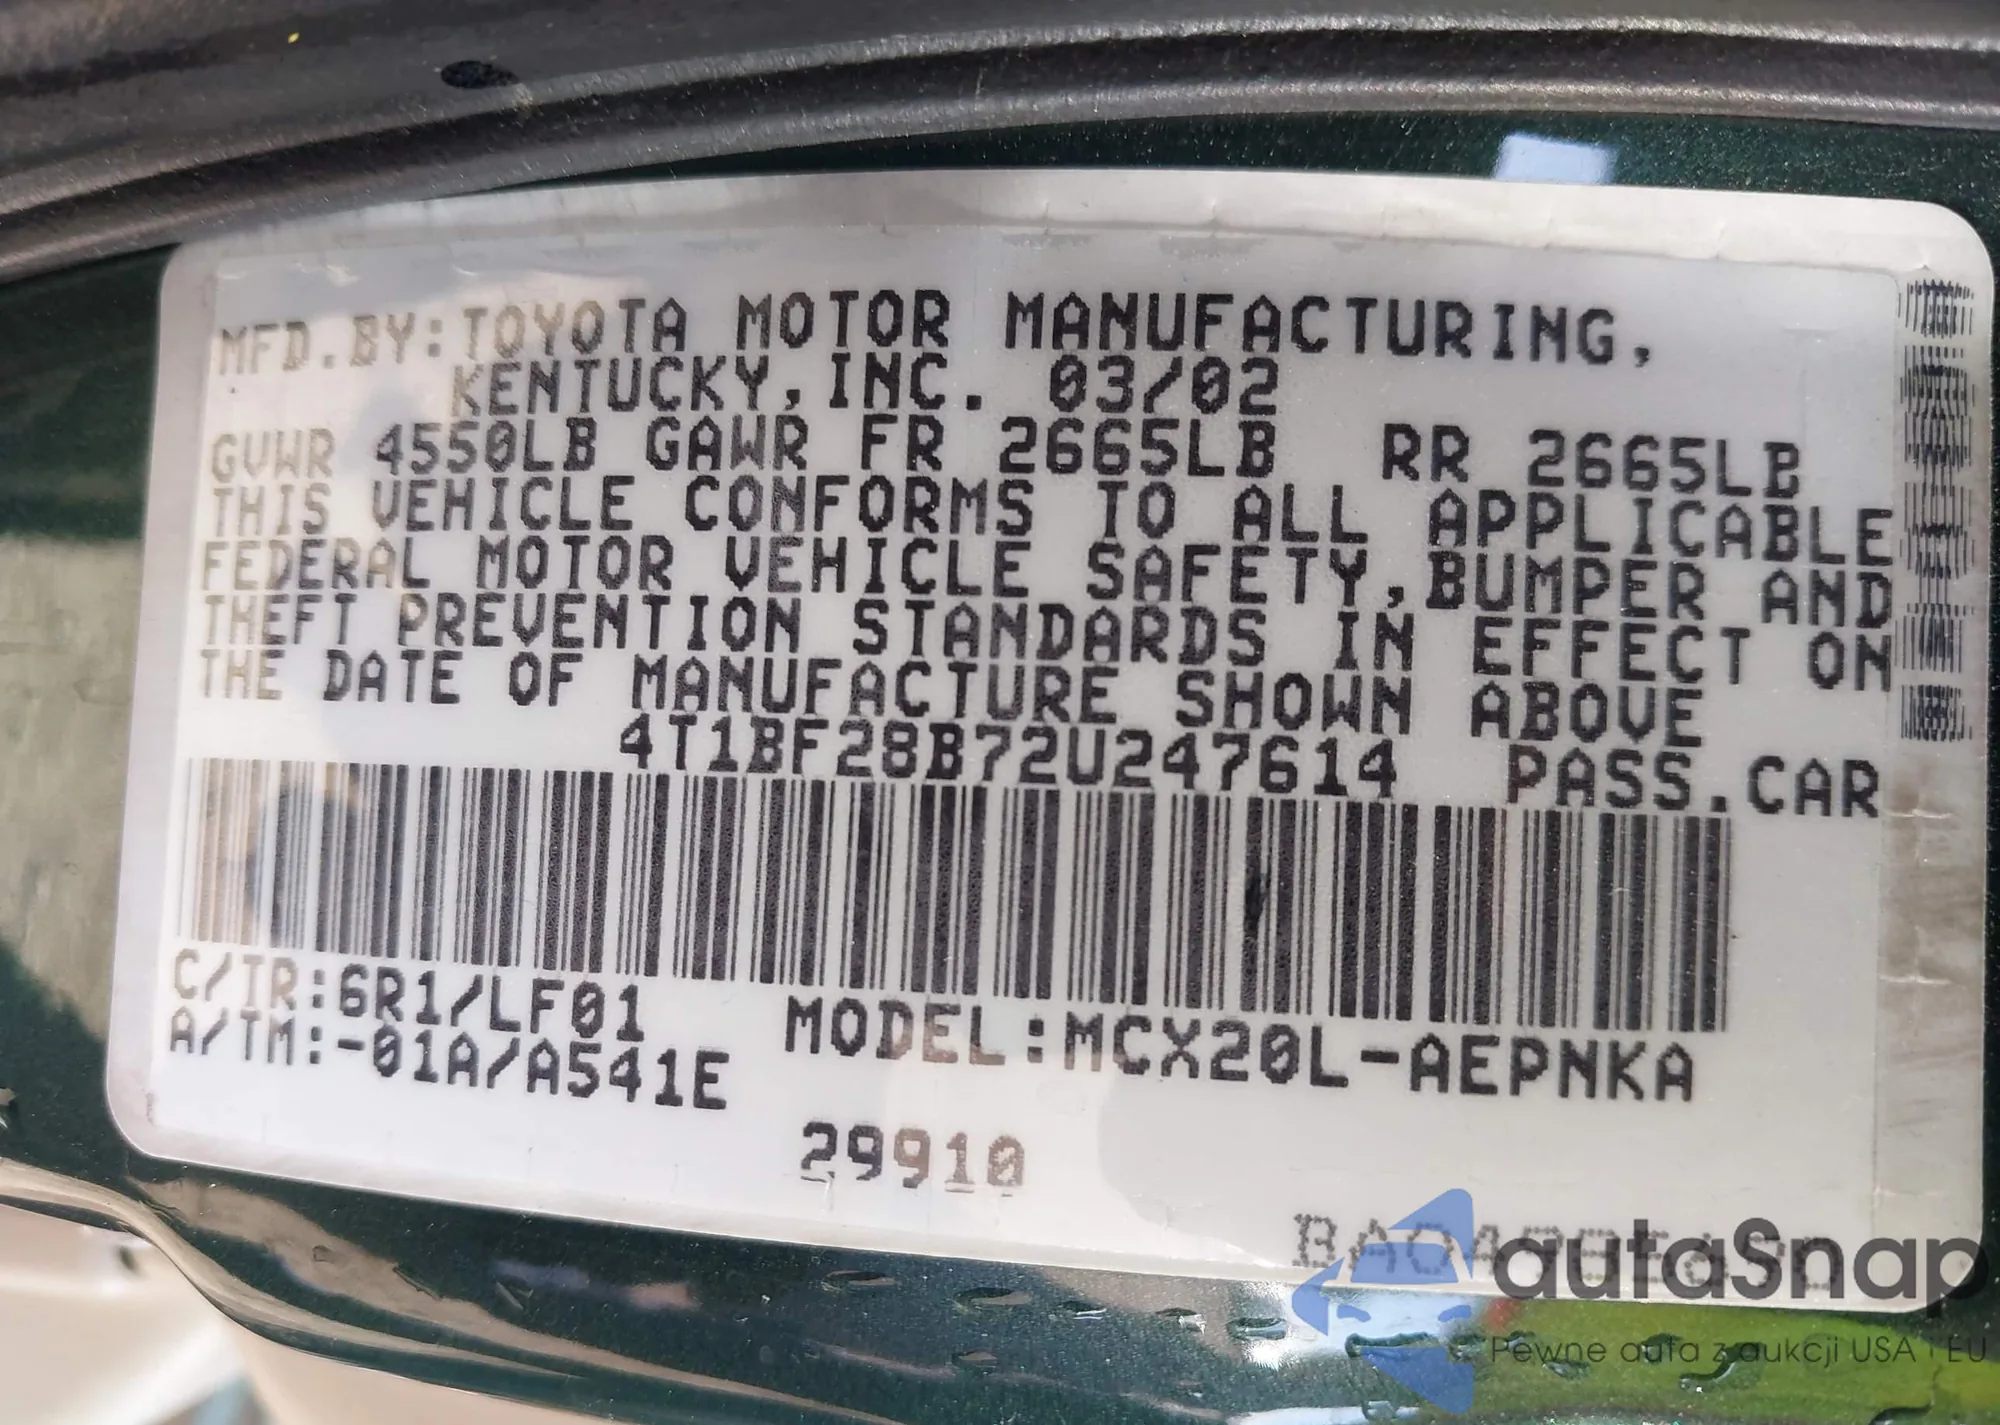 MFD.BY:TOYOTA MOTOR MANUFACTURING,
KENTUCKY,INC. 03/02
GVWR 4550LB GAWR FR 2665LB RR 2665LB
THIS VEHICLE CONFORMS TO ALL APPLICABLE
FEDERAL MOTOR VEHICLE SAFETY,BUMPER AND
THEFT PREVENTION STANDARDS IN EFFECT ON
THE DATE OF MANUFACTURE SHOWN ABOVE
4T1BF28B72U247614 PASS.CAR
C/TR:6R1/LF01
A/TM:-01A/A541E
MODEL:MCX20L-AEPNKA
29910
autaSnap
Pewne auta z aukcji USA i EU